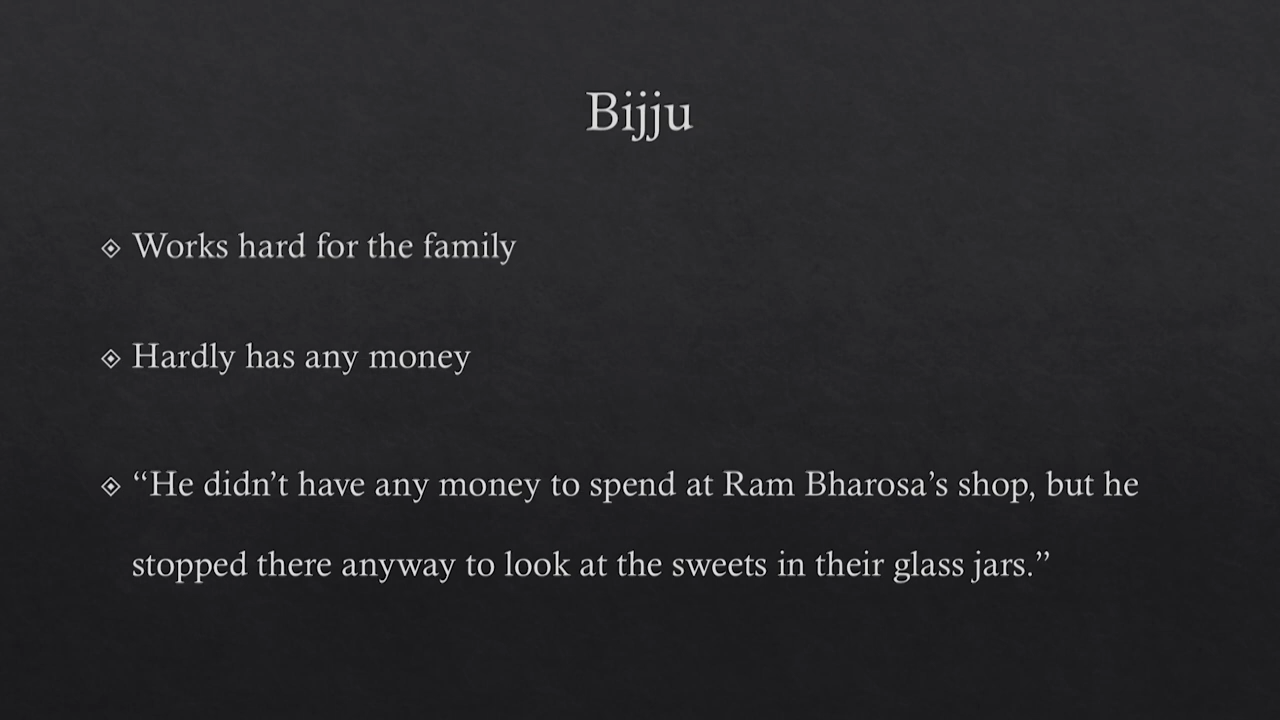 Bijju
Works hard for the family
Hardly has any money
“He didn’t have any money to spend at Ram Bharosa’s shop, but he
stopped there anyway to look at the sweets in their glass jars.”